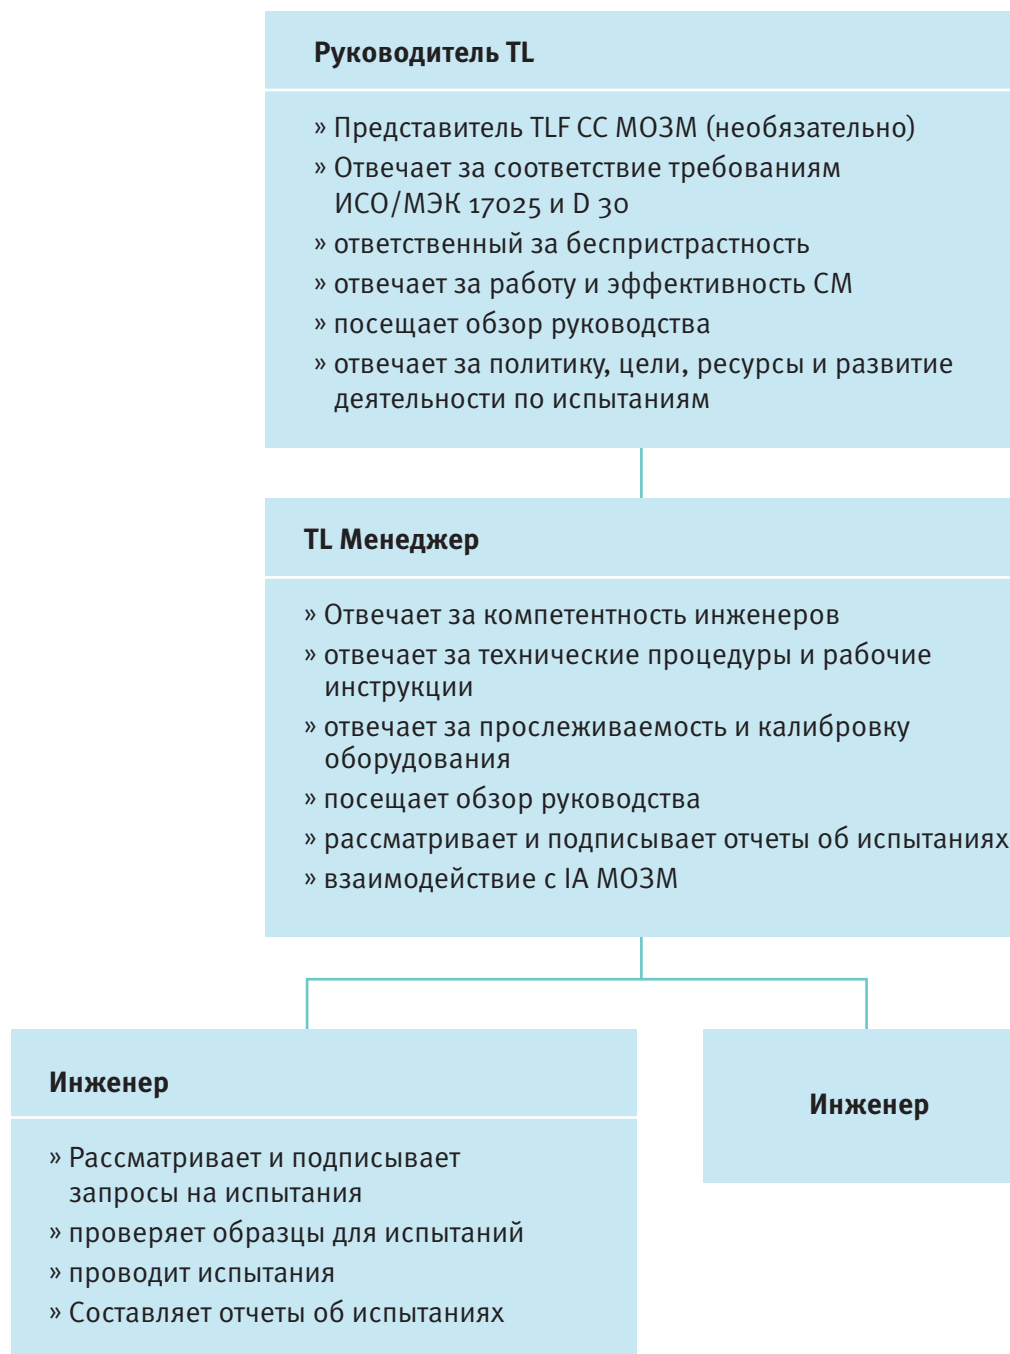 Руководитель TL
» Представитель TLF СС МОЗМ (необязательно)
» Отвечает за соответствие требованиям
ИСО/МЭК 17025 и D 30
» ответственный за беспристрастность
» отвечает за работу и эффективность СМ
» посещает обзор руководства
» отвечает за политику, цели, ресурсы и развитие
деятельности по испытаниям
TL Менеджер
» Отвечает за компетентность инженеров
» отвечает за технические процедуры и рабочие
инструкции
» отвечает за прослеживаемость и калибровку
оборудования
» посещает обзор руководства
» рассматривает и подписывает отчеты об испытаниях
» взаимодействие с IA МОЗМ
Инженер
» Рассматривает и подписывает
запросы на испытания
» проверяет образцы для испытаний
» проводит испытания
» Составляет отчеты об испытаниях
Инженер